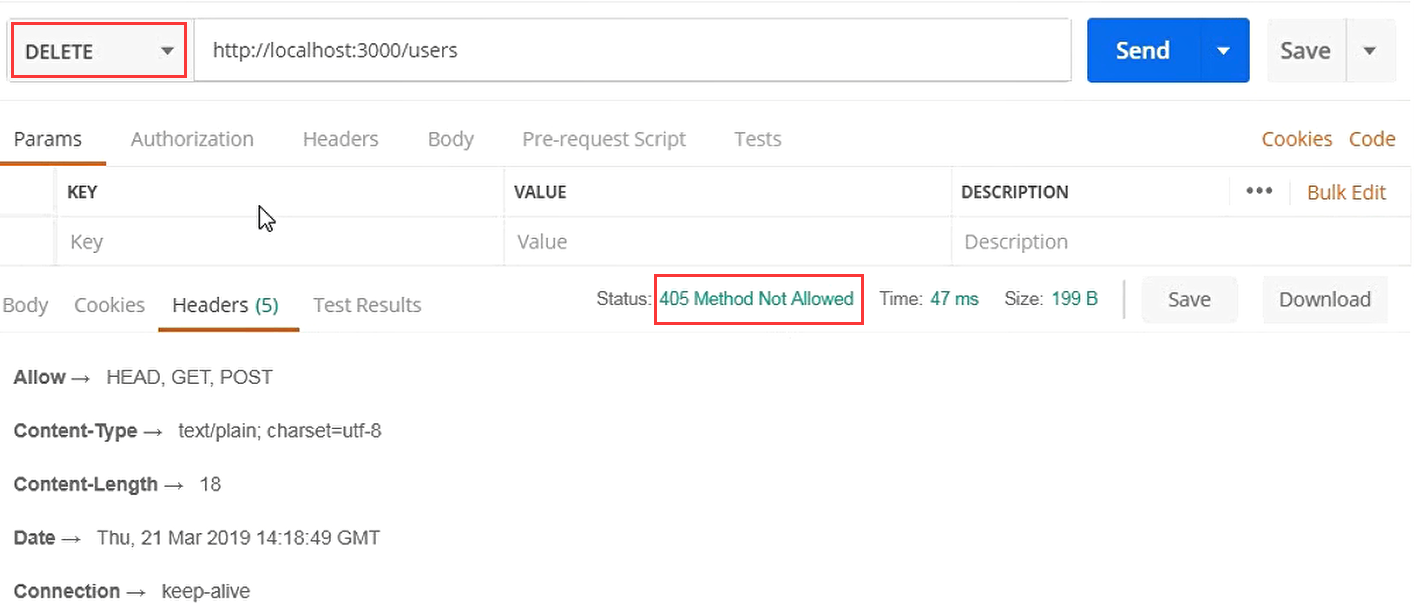 DELETE http://localhost:3000/users Send Save
Params Authorization Headers Body Pre-request Script Tests Cookies Code
KEY VALUE DESCRIPTION ••• Bulk Edit
Key Value Description
Body Cookies Headers (5) Test Results Status: 405 Method Not Allowed Time: 47 ms Size: 199 B Save Download
Allow → HEAD, GET, POST
Content-Type → text/plain; charset=utf-8
Content-Length → 18
Date → Thu, 21 Mar 2019 14:18:49 GMT
Connection → keep-alive